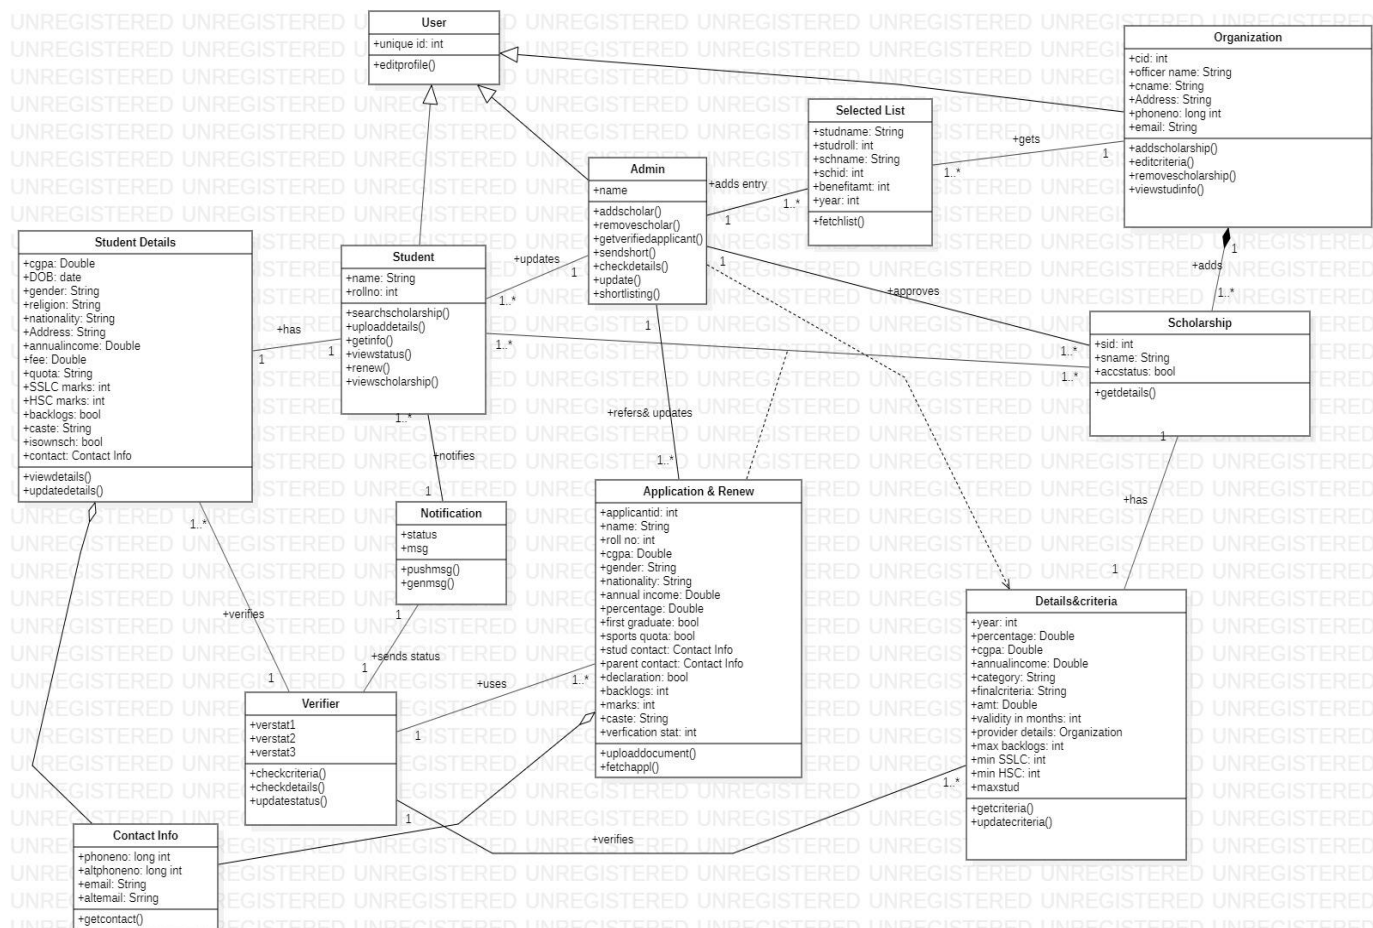 User
+unique id: int
+editprofile()
Organization
+cid: int
+officer name: String
+cname: String
+Address: String
+phoneno: long int
+email: String
+addscholarship()
+editcriteria()
+removescholarship()
+viewstudinfo()
Selected List
+studname: String
+studroll: int
+schname: String
+schid: int
+benefitamt: int
+year: int
+fetchlist()
+gets
1
1..*
Admin
+name
+addscholar()
+removescholar()
+getverifiedapplicant()
+sendshort()
+checkdetails()
+update()
+shortlisting()
+adds entry
1
1..*
Student Details
+cgpa: Double
+DOB: date
+gender: String
+religion: String
+nationality: String
+Address: String
+annualincome: Double
+fee: Double
+quota: String
+SSLC marks: int
+HSC marks: int
+backlogs: bool
+caste: String
+isownsch: bool
+contact: Contact Info
+viewdetails()
+updatedetails()
Student
+name: String
+rollno: int
+searchscholarship()
+uploaddetails()
+getinfo()
+viewstatus()
+renew()
+viewscholarship()
+updates
1
1..*
+has
1
1
1
+approves
1..*
1..*
1..*
1
+adds
1..*
Scholarship
+sid: int
+sname: String
+accstatus: bool
+getdetails()
1
+has
1
1
+refers& updates
1..*
1..*
+notifies
1
Notification
+status
+msg
+pushmsg()
+genmsg()
1
+sends status
1
Application & Renew
+applicantid: int
+name: String
+roll no: int
+cgpa: Double
+gender: String
+nationality: String
+annual income: Double
+percentage: Double
+first graduate: bool
+sports quota: bool
+stud contact: Contact Info
+parent contact: Contact Info
+declaration: bool
+backlogs: int
+marks: int
+caste: String
+verfication stat: int
+uploaddocument()
+fetchappl()
Details&criteria
+year: int
+percentage: Double
+cgpa: Double
+annualincome: Double
+category: String
+finalcriteria: String
+amt: Double
+validity in months: int
+provider details: Organization
+max backlogs: int
+min SSLC: int
+min HSC: int
+maxstud
+getcriteria()
+updatecriteria()
1..*
+verifies
1
Verifier
+verstat1
+verstat2
+verstat3
+checkcriteria()
+checkdetails()
+updatestatus()
+uses
1..*
1
1
+verifies
1..*
Contact Info
+phoneno: long int
+altphoneno: long int
+email: String
+altemail: Srring
+getcontact()